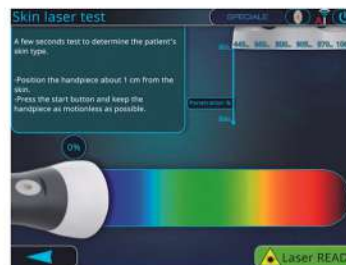 Skin laser test
SPECIALE
A few seconds test to determine the patient's
skin type.
-Position the handpiece about 1 cm from the
skin.
-Press the start button and keep the
handpiece as motionless as possible.
Penetration %
0%
Laser READ